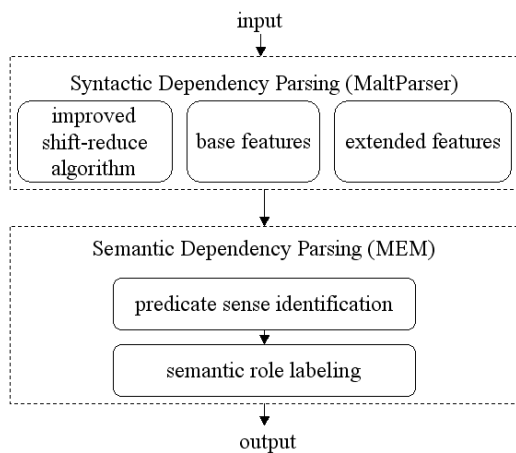 input
Syntactic Dependency Parsing (MaltParser)
improved
shift-reduce
algorithm
base features
extended features
Semantic Dependency Parsing (MEM)
predicate sense identification
semantic role labeling
output